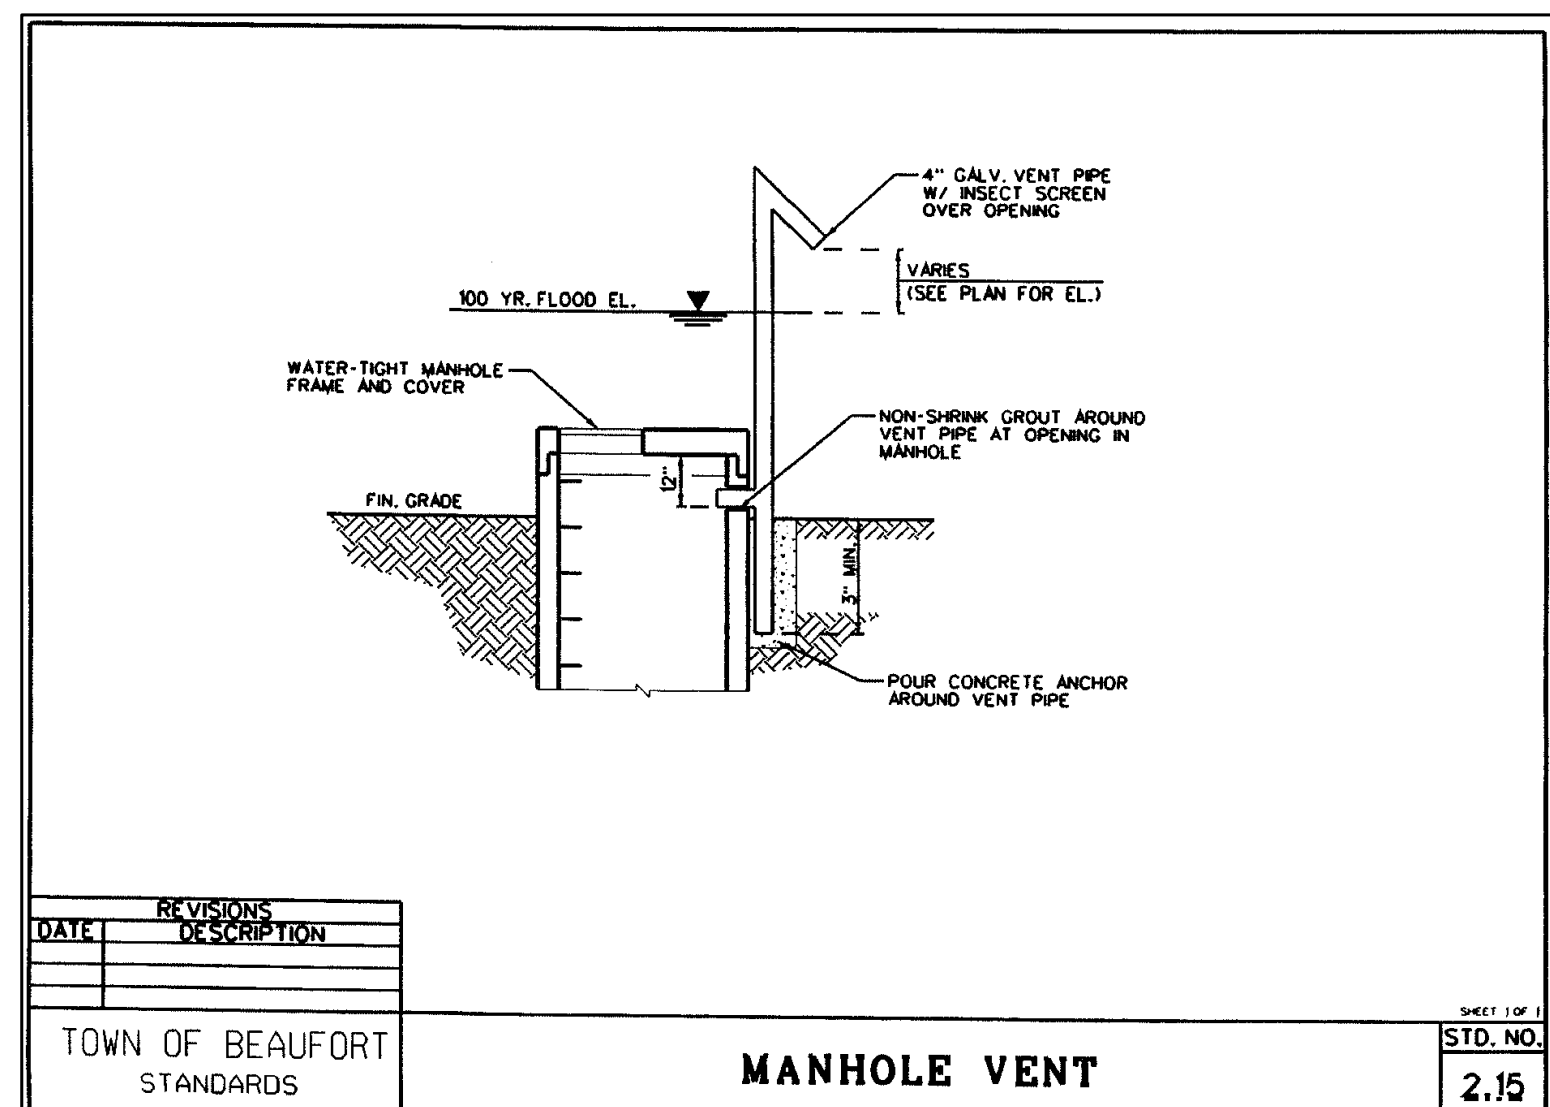 4" GALV. VENT PIPE
W/ INSECT SCREEN
OVER OPENING
VARIES
(SEE PLAN FOR EL.)
100 YR. FLOOD EL.
WATER-TIGHT MANHOLE
FRAME AND COVER
NON-SHRINK GROUT AROUND
VENT PIPE AT OPENING IN
MANHOLE
12"
FIN. GRADE
3" MIN.
POUR CONCRETE ANCHOR
AROUND VENT PIPE
REVISIONS
DATE DESCRIPTION
SHEET 1 OF 1
TOWN OF BEAUFORT
STANDARDS
MANHOLE VENT
STD. NO.
2.15